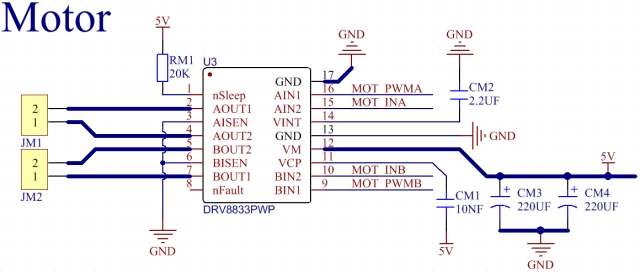 Motor
5V
GND
GND
RM1
20K
U3
17
GND
CM2
2.2UF
1
nSleep
AIN1
16
MOT_PWMA
2
2
AOUT1
AIN2
15
MOT_INA
1
3
AISEN
VINT
14
JM1
4
AOUT2
GND
13
GND
2
5
BOUT2
VM
12
5V
1
6
BISEN
VCP
11
JM2
7
BOUT1
BIN2
10
MOT_INB
8
nFault
BIN1
9
MOT_PWMB
DRV8833PWP
CM1
10NF
+
CM3
220UF
+
CM4
220UF
GND
5V
GND